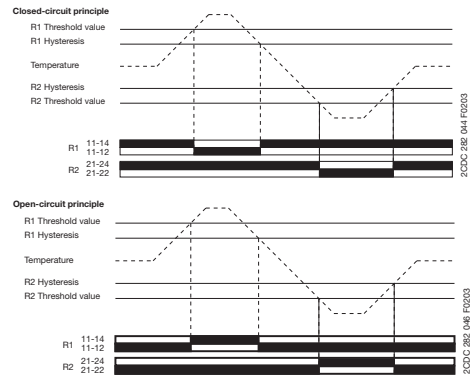 Closed-circuit principle
R1 Threshold value
R1 Hysteresis
Temperature
R2 Hysteresis
R2 Threshold value
R1 11-14
11-12
R2 21-24
21-22
2CDC 282 044 F0203
Open-circuit principle
R1 Threshold value
R1 Hysteresis
Temperature
R2 Hysteresis
R2 Threshold value
R1 11-14
11-12
R2 21-24
21-22
2CDC 282 046 F0203